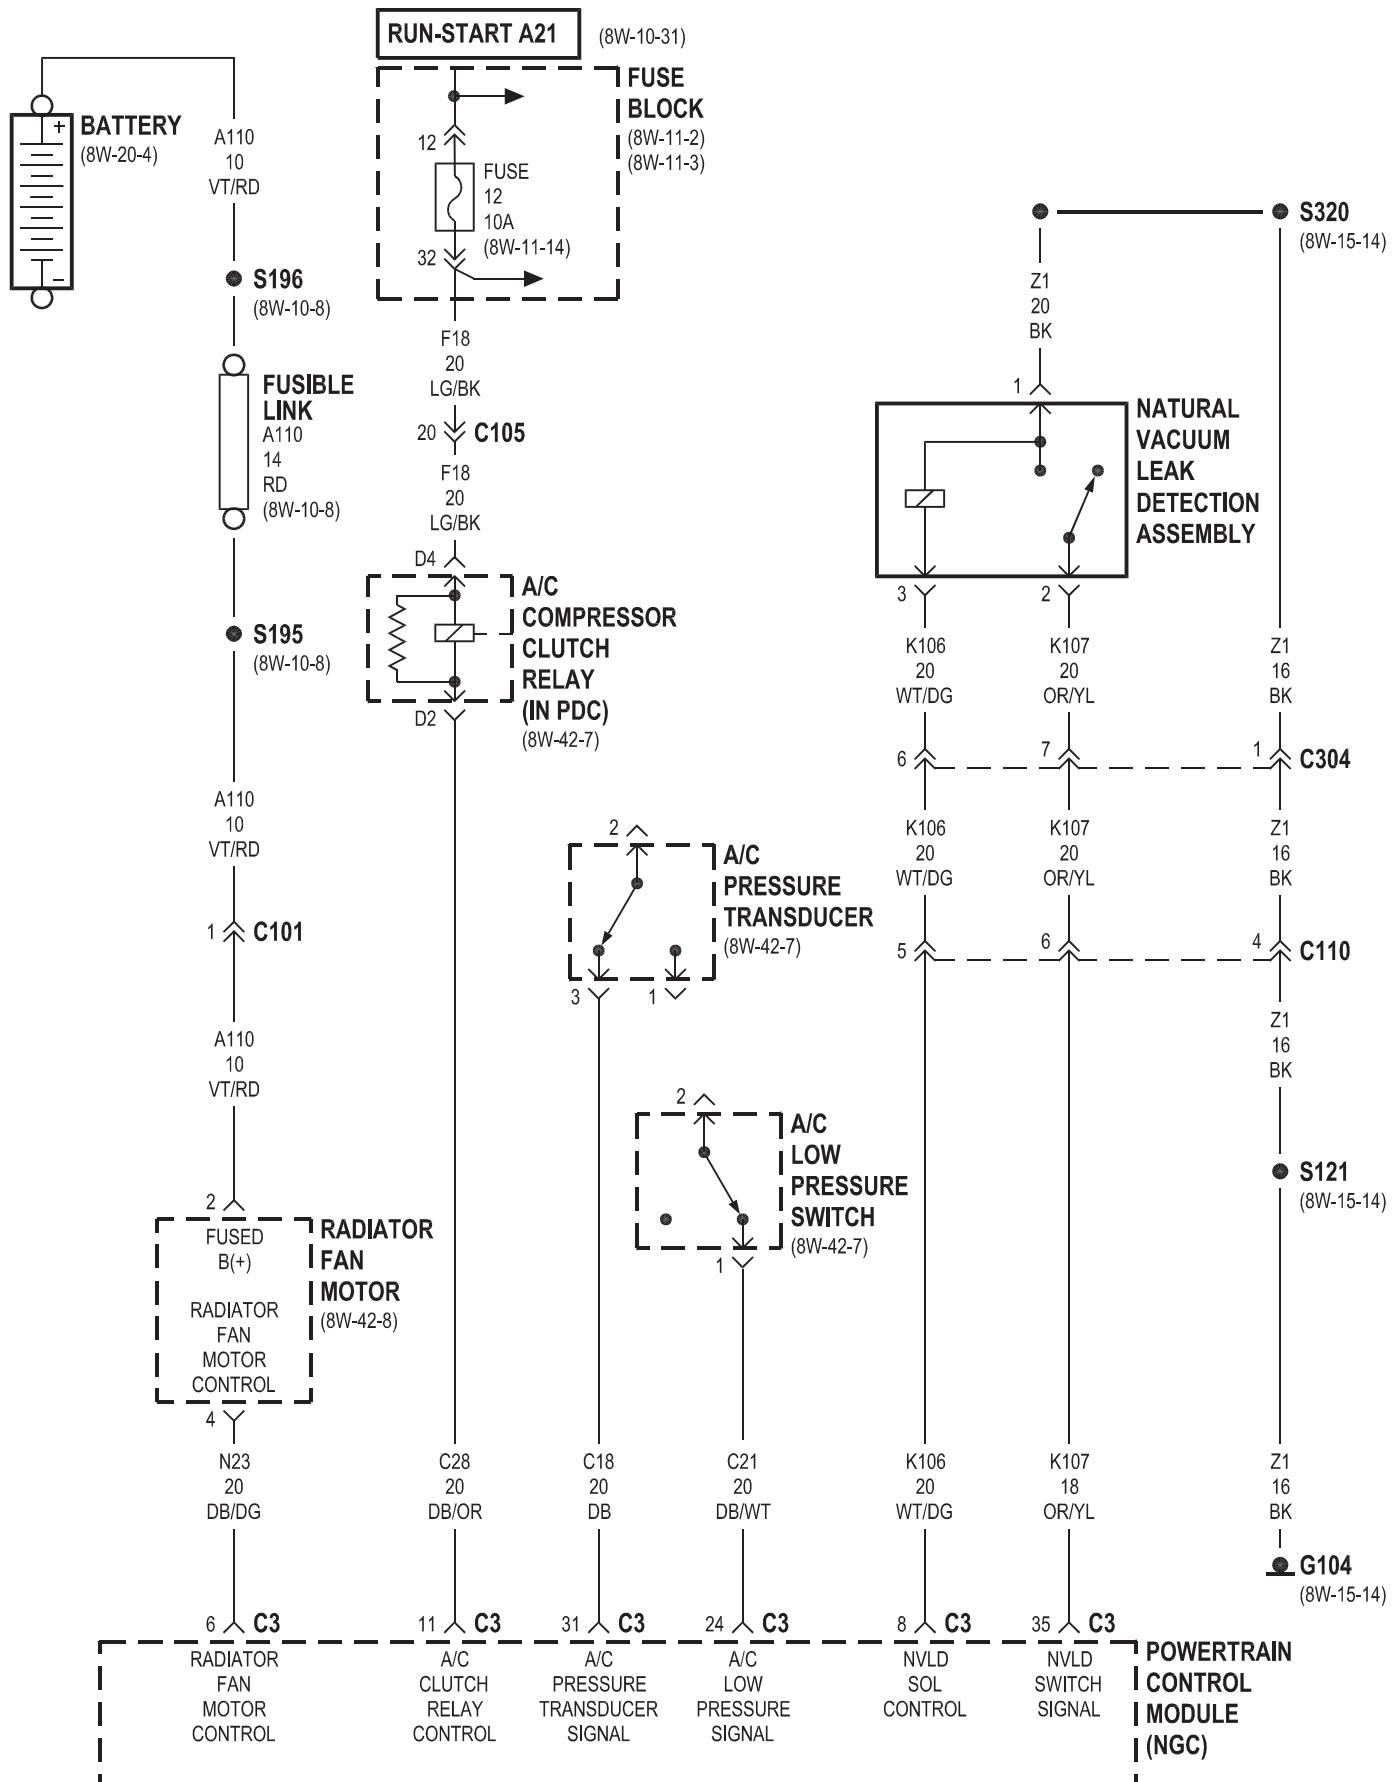 RUN-START A21
(8W-10-31)
FUSE
BLOCK
(8W-11-2)
(8W-11-3)
12
FUSE
12
10A
(8W-11-14)
32
+
BATTERY
(8W-20-4)
−
A110
10
VT/RD
S196
(8W-10-8)
FUSIBLE
LINK
A110
14
RD
(8W-10-8)
S195
(8W-10-8)
A110
10
VT/RD
1
C101
A110
10
VT/RD
2
FUSED
B(+)
RADIATOR
FAN
MOTOR
CONTROL
RADIATOR
FAN
MOTOR
(8W-42-8)
4
N23
20
DB/DG
6
C3
F18
20
LG/BK
20
C105
F18
20
LG/BK
D4
A/C
COMPRESSOR
CLUTCH
RELAY
(IN PDC)
(8W-42-7)
D2
C28
20
DB/OR
11
C3
2
A/C
PRESSURE
TRANSDUCER
(8W-42-7)
3
1
C18
20
DB
31
C3
2
A/C
LOW
PRESSURE
SWITCH
(8W-42-7)
1
C21
20
DB/WT
24
C3
S320
(8W-15-14)
Z1
20
BK
1
NATURAL
VACUUM
LEAK
DETECTION
ASSEMBLY
3
2
K106
20
WT/DG
K107
20
OR/YL
Z1
16
BK
6
7
1
C304
K106
20
WT/DG
K107
20
OR/YL
Z1
16
BK
5
6
4
C110
Z1
16
BK
S121
(8W-15-14)
K106
20
WT/DG
K107
18
OR/YL
Z1
16
BK
G104
(8W-15-14)
8
C3
35
C3
RADIATOR
FAN
MOTOR
CONTROL
A/C
CLUTCH
RELAY
CONTROL
A/C
PRESSURE
TRANSDUCER
SIGNAL
A/C
LOW
PRESSURE
SIGNAL
NVLD
SOL
CONTROL
NVLD
SWITCH
SIGNAL
POWERTRAIN
CONTROL
MODULE
(NGC)